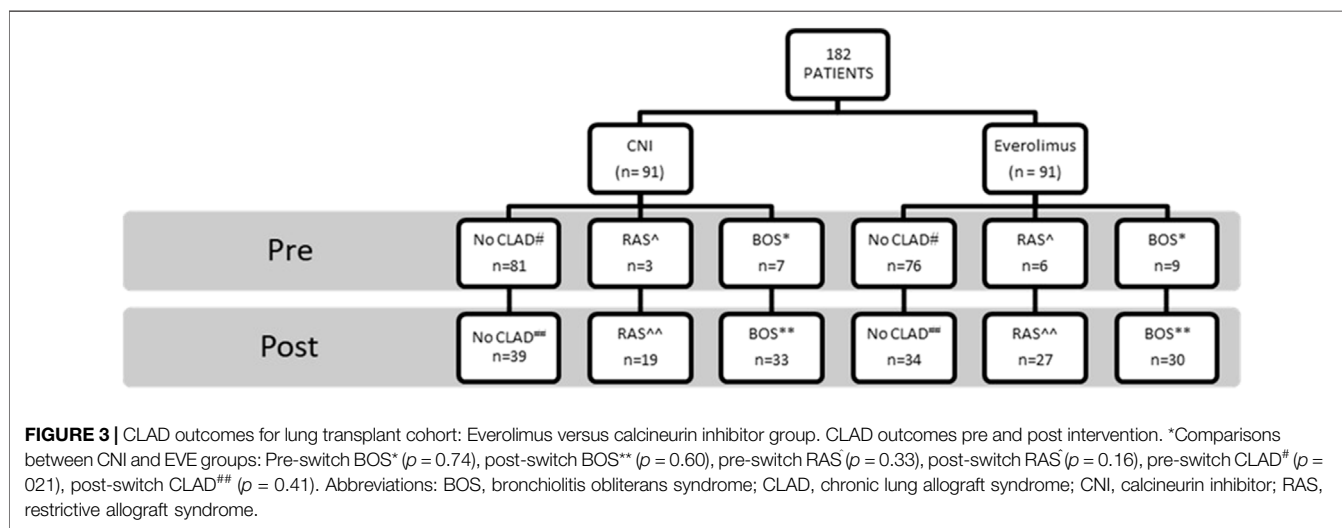 182
PATIENTS
CNI
(n= 91)
Everolimus
(n= 91)
Pre
No CLAD#
n=81
RAS^
n=3
BOS*
n=7
No CLAD#
n=76
RAS^
n=6
BOS*
n=9
Post
No CLAD##
n=39
RAS^^
n=19
BOS**
n=33
No CLAD##
n=34
RAS^^
n=27
BOS**
n=30
FIGURE 3 | CLAD outcomes for lung transplant cohort: Everolimus versus calcineurin inhibitor group. CLAD outcomes pre and post intervention. *Comparisons
between CNI and EVE groups: Pre-switch BOS* (p = 0.74), post-switch BOS** (p = 0.60), pre-switch RAS^ (p = 0.33), post-switch RAS^ (p = 0.16), pre-switch CLAD# (p =
021), post-switch CLAD## (p = 0.41). Abbreviations: BOS, bronchiolitis obliterans syndrome; CLAD, chronic lung allograft syndrome; CNI, calcineurin inhibitor; RAS,
restrictive allograft syndrome.